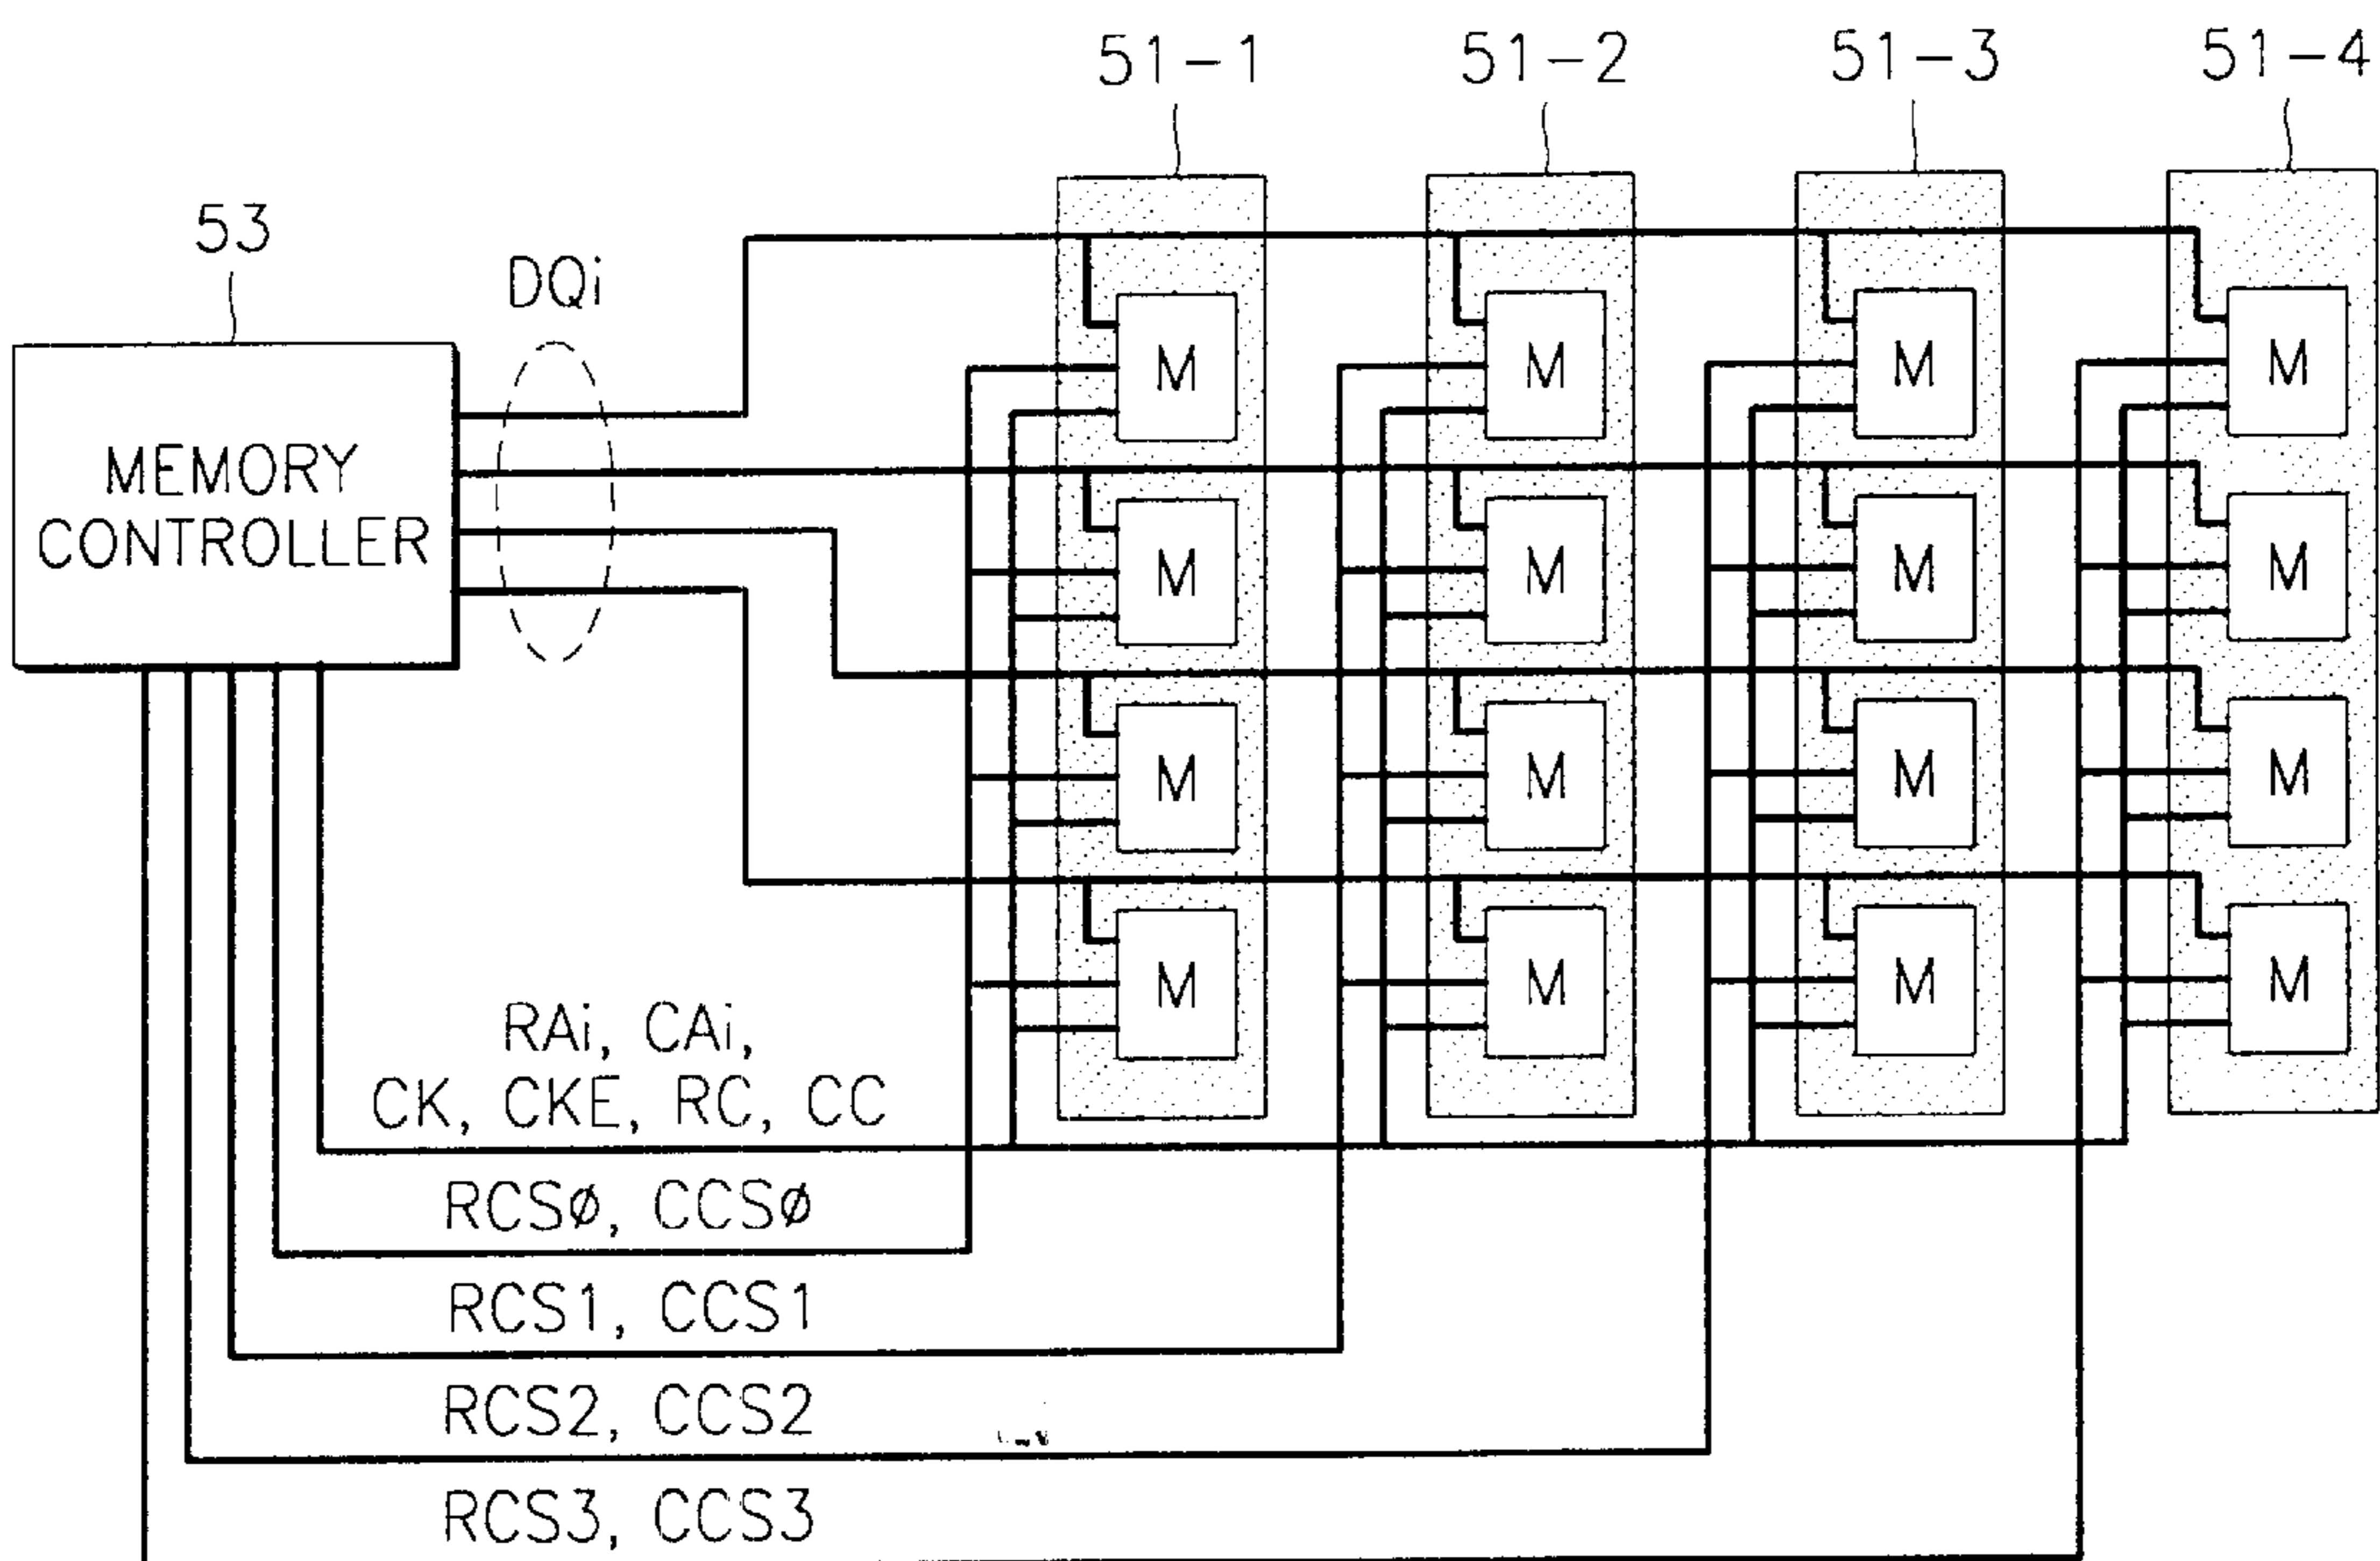 51-1 51-2 51-3 51-4
53
DQi
MEMORY
CONTROLLER
M M M M
M M M M
M M M M
M M M M
RAi, CAi,
CK, CKE, RC, CC
RCSø, CCSø
RCS1, CCS1
RCS2, CCS2
RCS3, CCS3